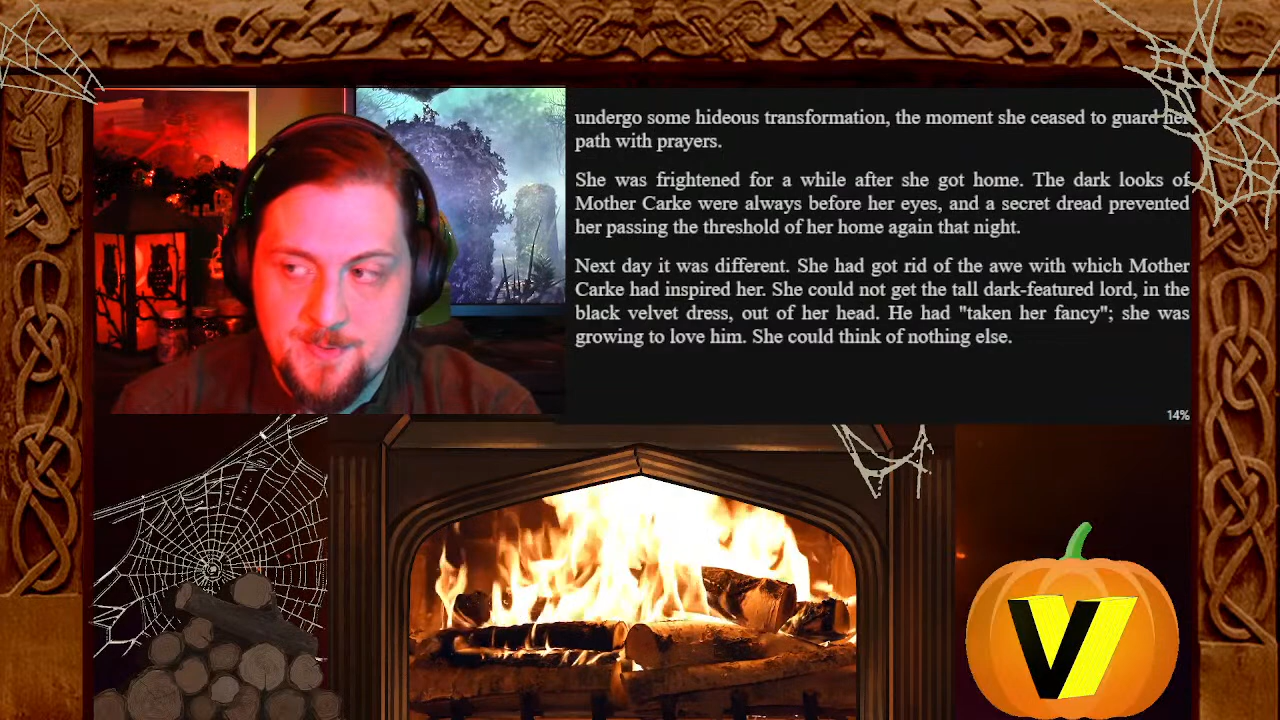 undergo some hideous transformation, the moment she ceased to guard her
path with prayers.
She was frightened for a while after she got home. The dark looks of
Mother Carke were always before her eyes, and a secret dread prevented
her passing the threshold of her home again that night.
Next day it was different. She had got rid of the awe with which Mother
Carke had inspired her. She could not get the tall dark-featured lord, in the
black velvet dress, out of her head. He had "taken her fancy"; she was
growing to love him. She could think of nothing else.
14%
V